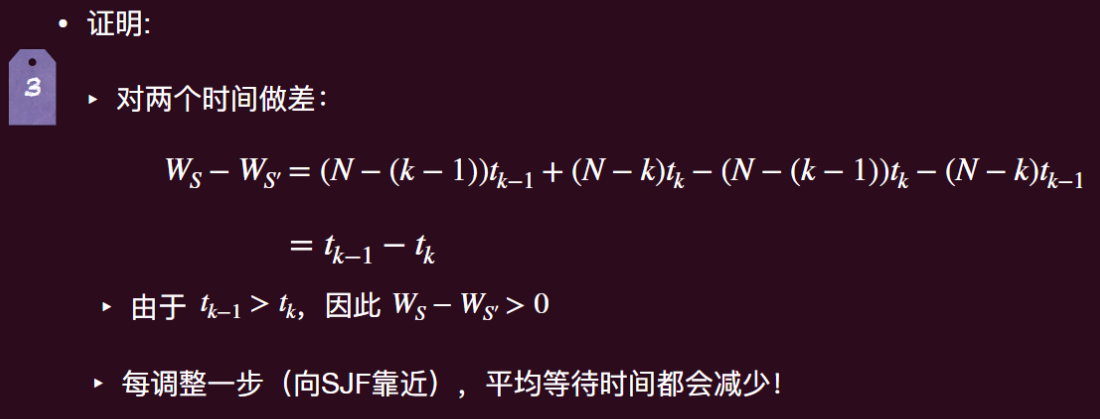 • 证明:
3
▸ 对两个时间做差：
W_S − W_{S'} = (N − (k − 1))t_{k−1} + (N − k)t_k − (N − (k − 1))t_k − (N − k)t_{k−1}
= t_{k−1} − t_k
▸ 由于 t_{k−1} > t_k，因此 W_S − W_{S'} > 0
▸ 每调整一步（向SJF靠近），平均等待时间都会减少！